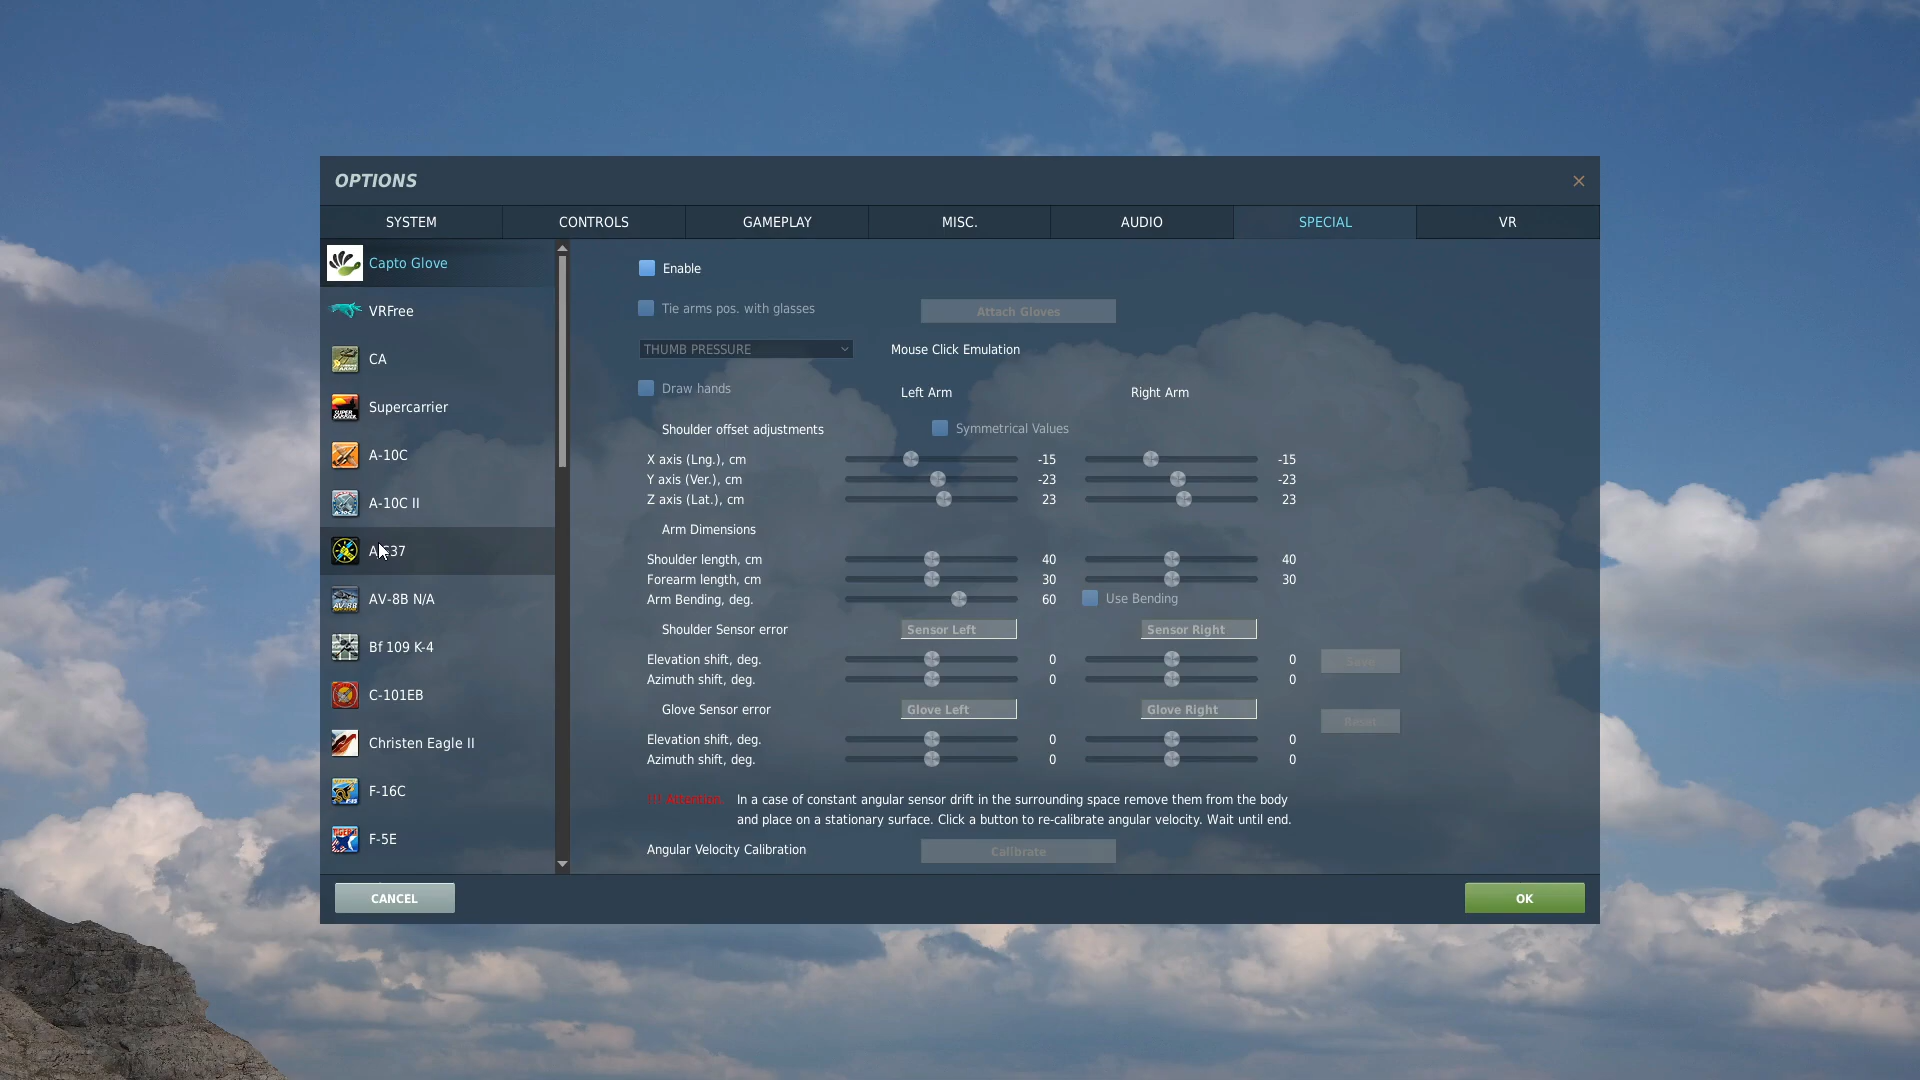 OPTIONS
SYSTEM CONTROLS GAMEPLAY MISC. AUDIO SPECIAL VR
Capto Glove
VRFree
CA
Supercarrier
A-10C
A-10C II
AV-8B N/A
Bf 109 K-4
C-101EB
Christen Eagle II
F-16C
F-5E
Enable
Tie arms pos. with glasses Attach Gloves
THUMB PRESSURE Mouse Click Emulation
Draw hands Left Arm Right Arm
Shoulder offset adjustments Symmetrical Values
X axis (Lng.), cm -15 -15
Y axis (Ver.), cm -23 -23
Z axis (Lat.), cm 23 23
Arm Dimensions
Shoulder length, cm 40 40
Forearm length, cm 30 30
Arm Bending, deg. 60 Use Bending
Shoulder Sensor error Sensor Left Sensor Right
Elevation shift, deg. 0 0 Save
Azimuth shift, deg. 0 0
Glove Sensor error Glove Left Glove Right
Reset
Elevation shift, deg. 0 0
Azimuth shift, deg. 0 0
!!! Attention. In a case of constant angular sensor drift in the surrounding space remove them from the body
and place on a stationary surface. Click a button to re-calibrate angular velocity. Wait until end.
Angular Velocity Calibration Calibrate
CANCEL OK